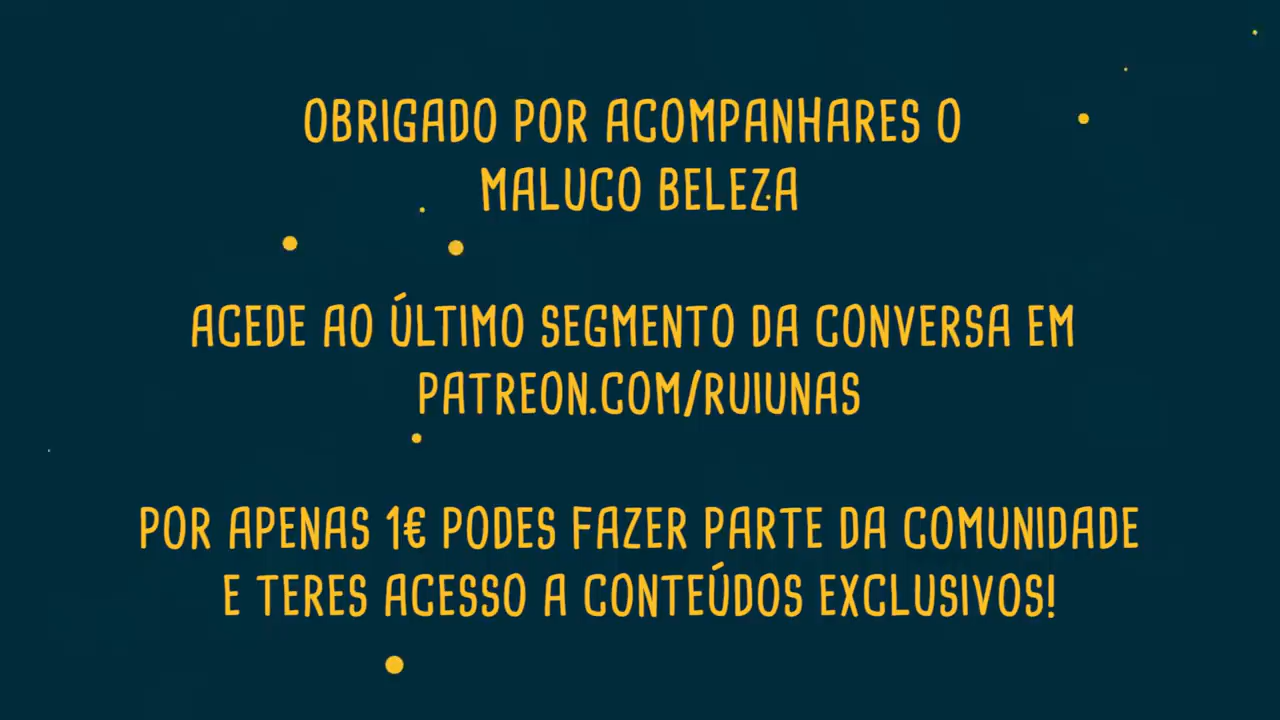 OBRIGADO POR ACOMPANHARES O
MALUCO BELEZA
ACEDE AO ÚLTIMO SEGMENTO DA CONVERSA EM
PATREON.COM/RUIUNAS
POR APENAS 1€ PODES FAZER PARTE DA COMUNIDADE
E TERES ACESSO A CONTEÚDOS EXCLUSIVOS!